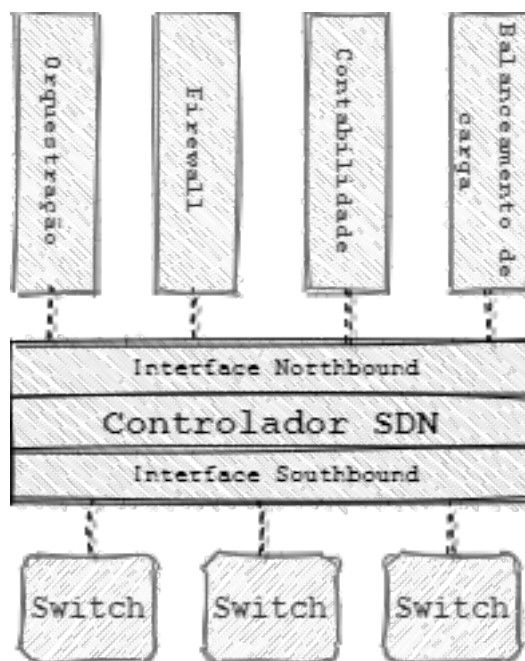 Orquestração
Firewall
Contabilidade
Balanceamento de
carga
Interface Northbound
Controlador SDN
Interface Southbound
Switch
Switch
Switch